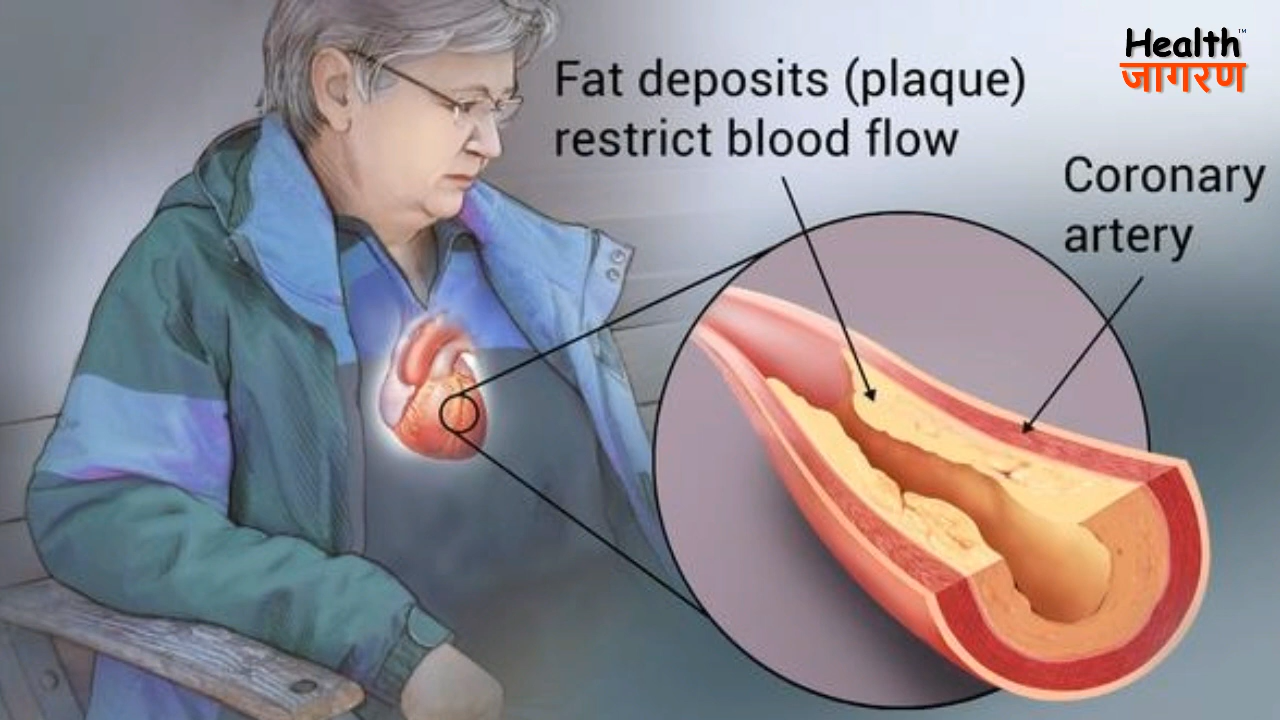 Fat deposits (plaque)
restrict blood flow
Coronary
artery
Health™
जागरण